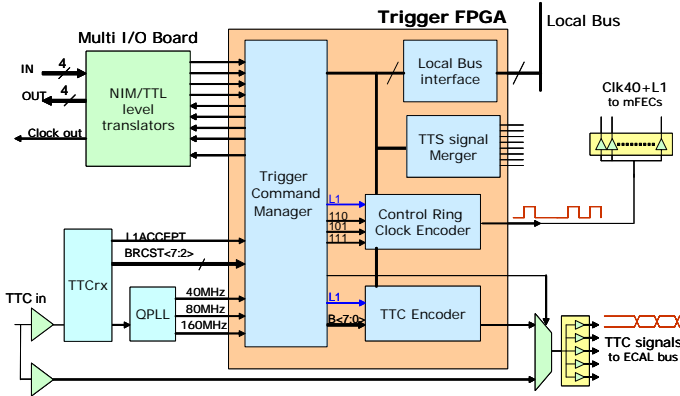 Trigger FPGA
Local Bus
Multi I/O Board
IN
4
OUT
4
Clock out
NIM/TTL
level
translators
Trigger
Command
Manager
Local Bus
interface
TTS signal
Merger
Clk40+L1
to mFECs
L1
110
101
111
Control Ring
Clock Encoder
L1ACCEPT
BRCST<7:2>
TTCrx
TTC in
QPLL
40MHz
80MHz
160MHz
L1
B<7:0>
TTC Encoder
TTC signals
to ECAL bus